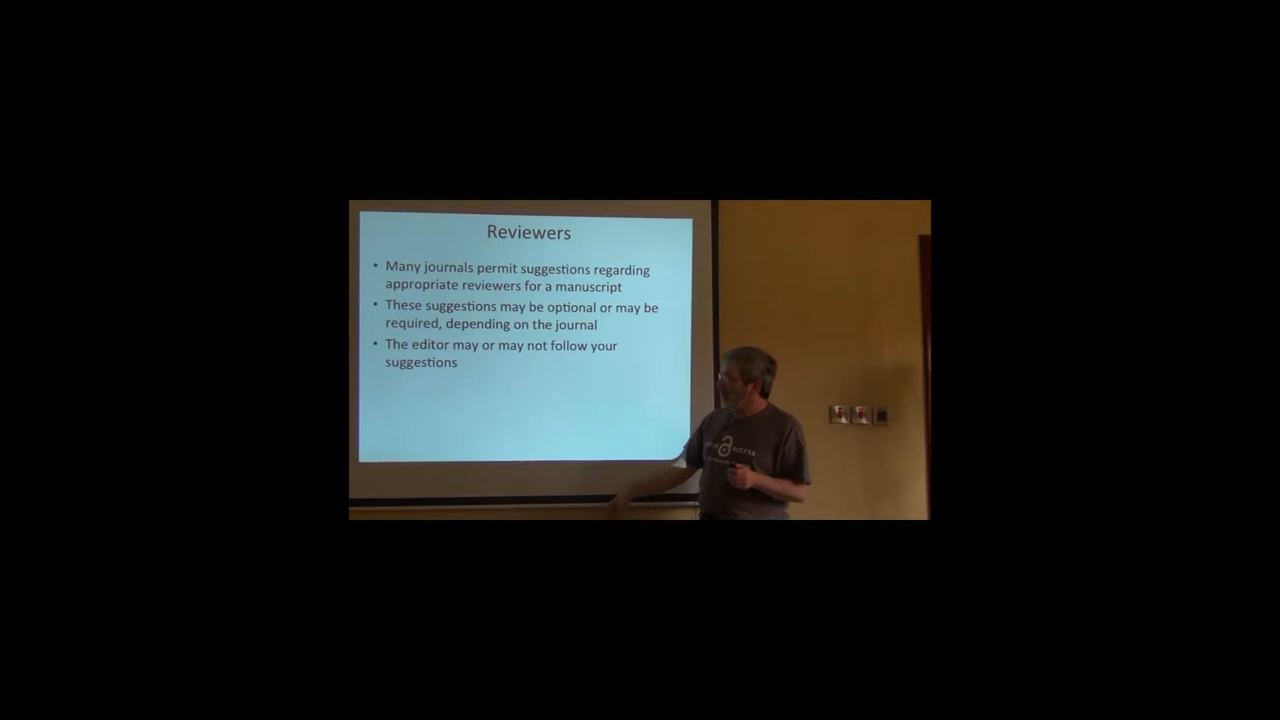 Reviewers
• Many journals permit suggestions regarding
appropriate reviewers for a manuscript
• These suggestions may be optional or may be
required, depending on the journal
• The editor may or may not follow your
suggestions
ACCESS